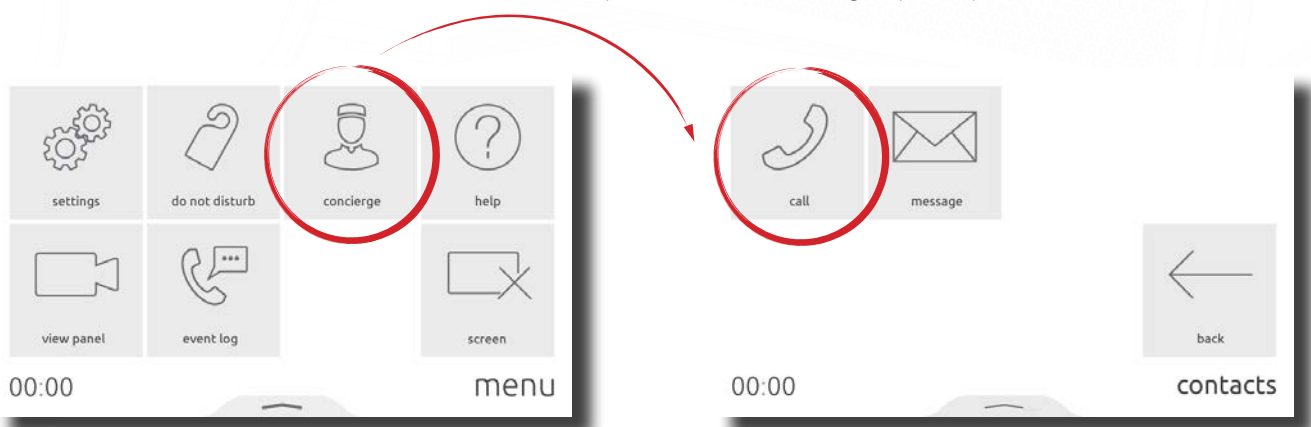 settings
do not disturb
concierge
help
view panel
event log
screen
00:00
menu
call
message
back
00:00
contacts